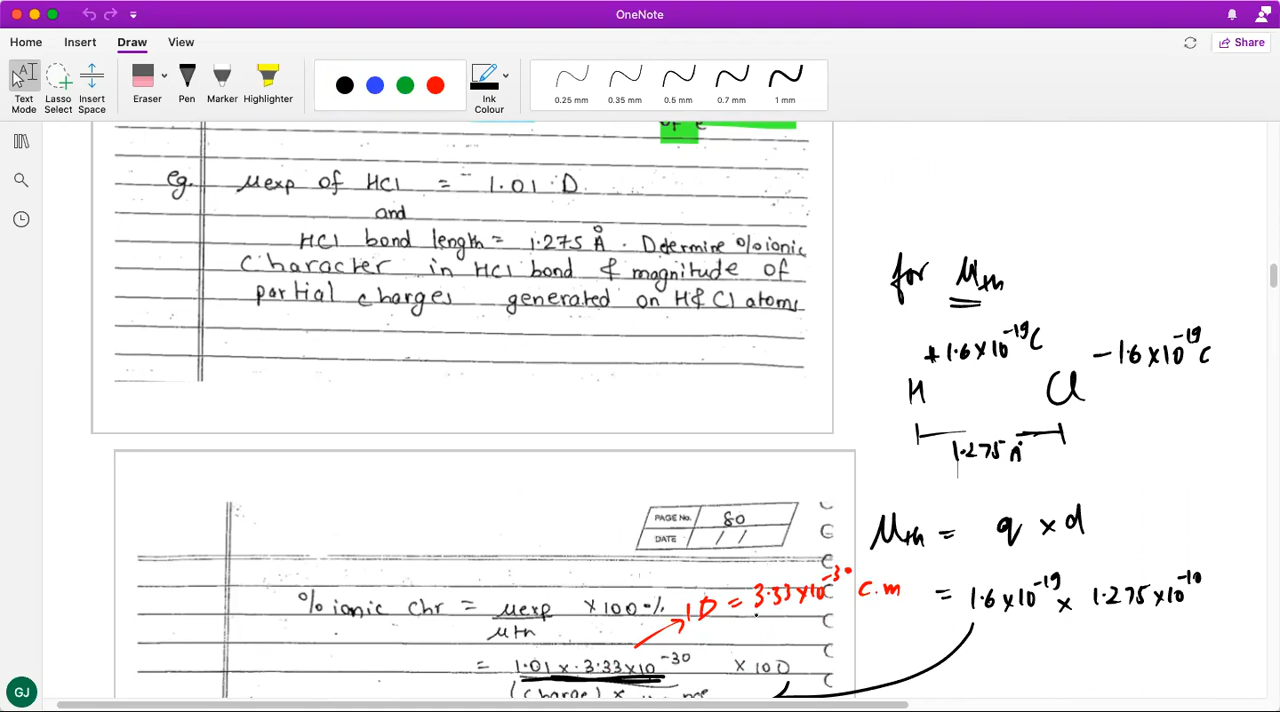 OneNote
Home Insert Draw View
Share
Text Mode
Lasso Select
Insert Space
Eraser
Pen
Marker
Highlighter
Ink Colour
0.25 mm
0.35 mm
0.5 mm
0.7 mm
1 mm
of e
eg. μexp of HCl = 1.01 D
and
HCl bond length = 1.275 Å. Determine % ionic
character in HCl bond & magnitude of
partial charges generated on H & Cl atoms
for μth
+1.6×10⁻¹⁹C −1.6×10⁻¹⁹C
H Cl
1.275 Å
μth = q × d
= 1.6×10⁻¹⁹ × 1.275×10⁻¹⁰
PAGE No. 80
DATE / /
% ionic Chr = μexp / μth × 100 %
1D = 3.33×10⁻³⁰ C.m
= 1.01 × 3.33×10⁻³⁰ × 100
(charge) ×
GJ